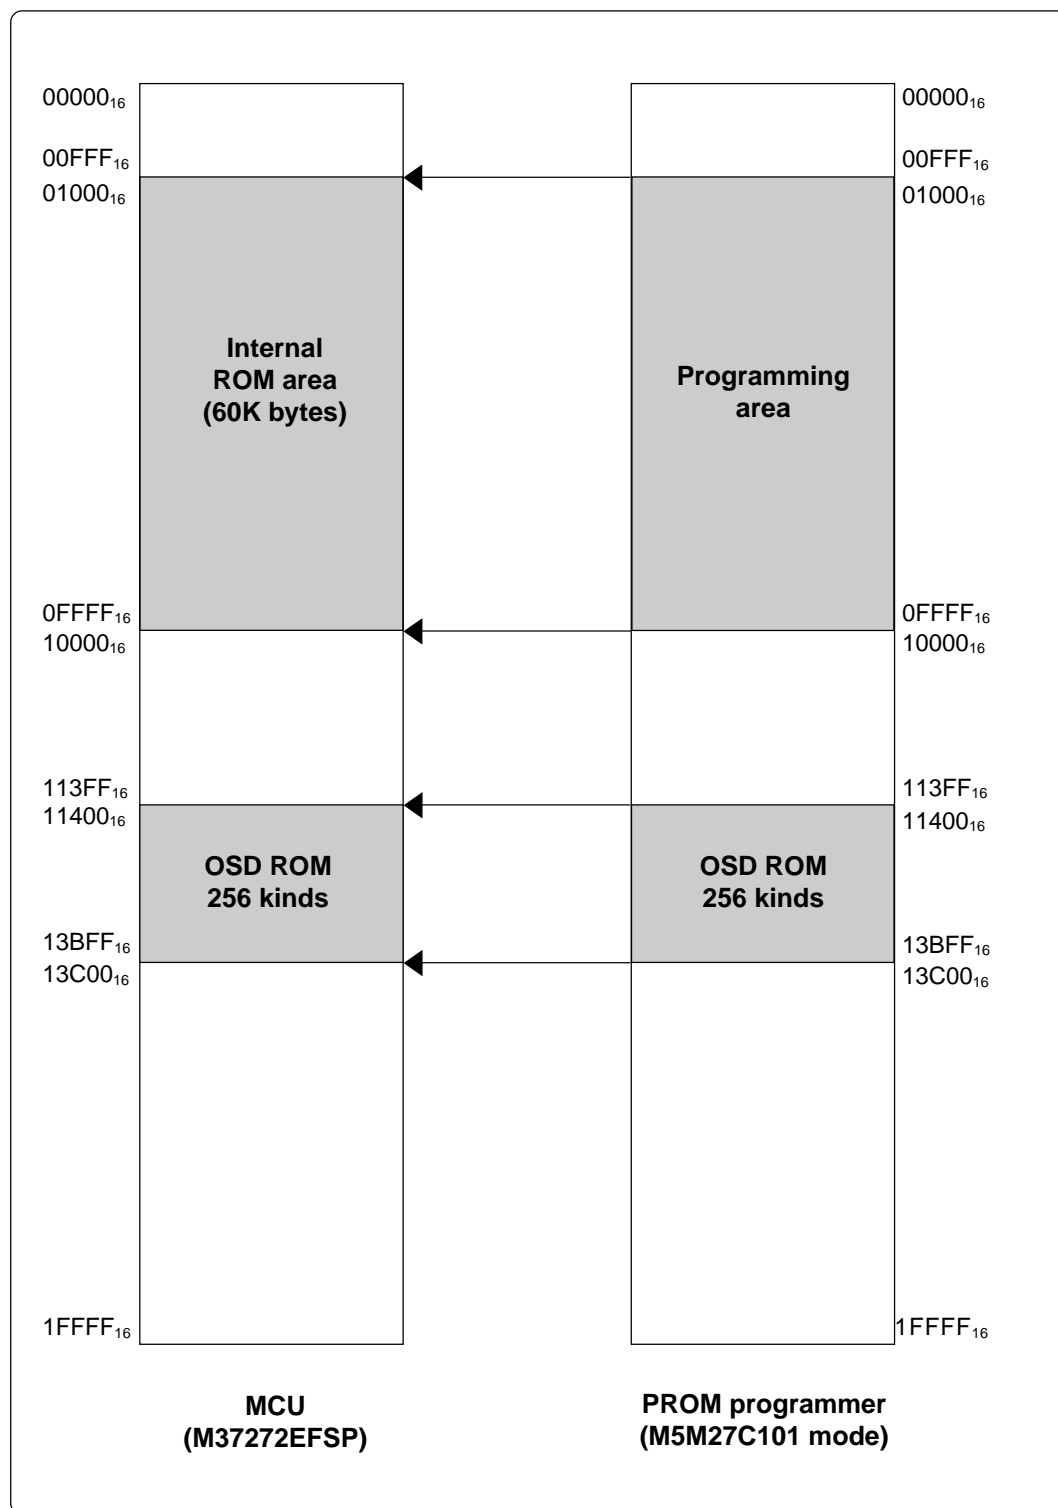 00000₁₆
00FFF₁₆
01000₁₆
Internal
ROM area
(60K bytes)
0FFFF₁₆
10000₁₆
113FF₁₆
11400₁₆
OSD ROM
256 kinds
13BFF₁₆
13C00₁₆
1FFFF₁₆
MCU
(M37272EFSP)
00000₁₆
00FFF₁₆
01000₁₆
Programming
area
0FFFF₁₆
10000₁₆
113FF₁₆
11400₁₆
OSD ROM
256 kinds
13BFF₁₆
13C00₁₆
1FFFF₁₆
PROM programmer
(M5M27C101 mode)